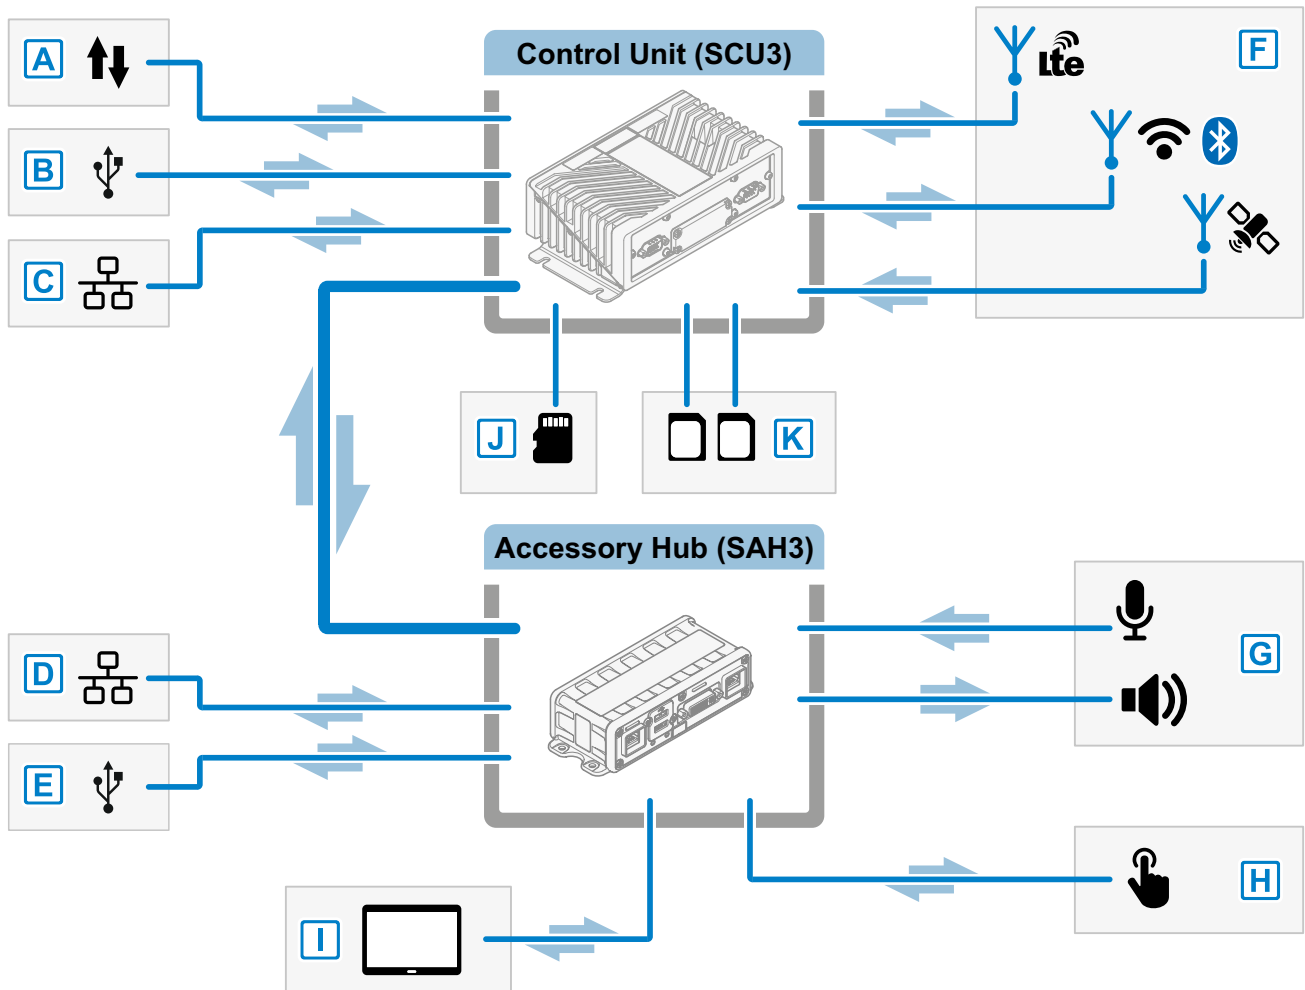 A
Control Unit (SCU3)
Lte
F
B
C
J
K
Accessory Hub (SAH3)
D
G
E
H
I